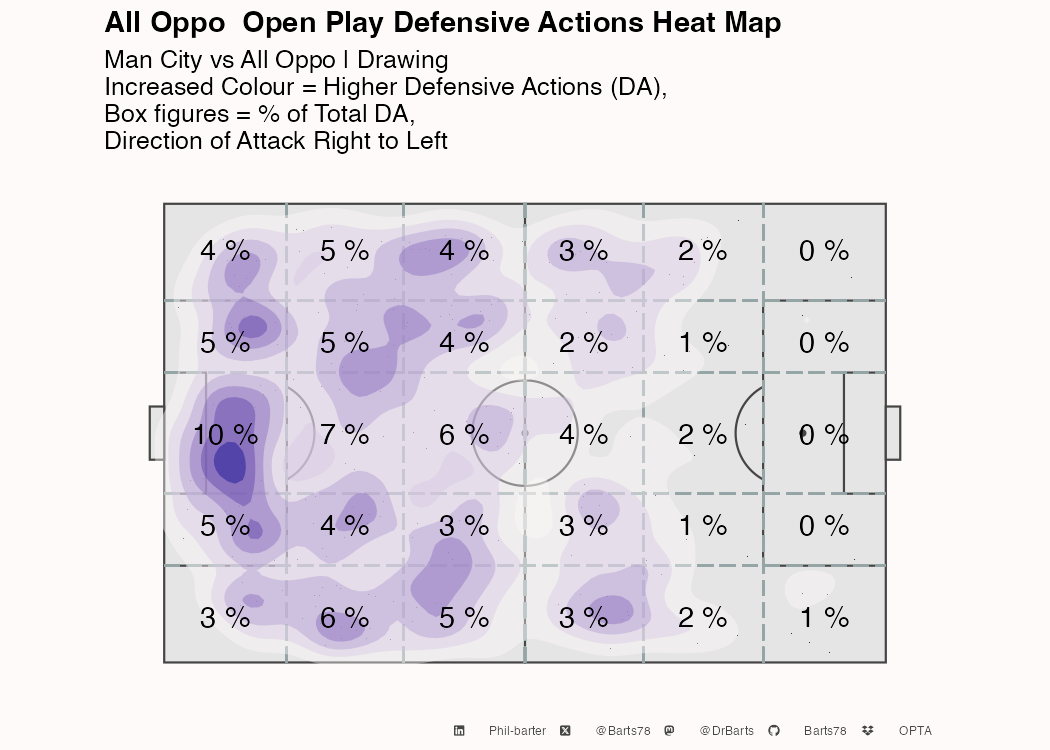 All Oppo  Open Play Defensive Actions Heat Map
Man City vs All Oppo | Drawing
Increased Colour = Higher Defensive Actions (DA),
Box figures = % of Total DA,
Direction of Attack Right to Left
4 % 5 % 4 % 3 % 2 % 0 %
5 % 5 % 4 % 2 % 1 % 0 %
10 % 7 % 6 % 4 % 2 % 0 %
5 % 4 % 3 % 3 % 1 % 0 %
3 % 6 % 5 % 3 % 2 % 1 %
Phil-barter @Barts78 @DrBarts Barts78 OPTA